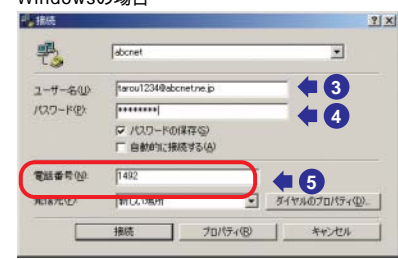 Windowsの場合
接続
abcnet
ユーザー名(U): tarou1234@abcnet.ne.jp 3
パスワード(P): ******** 4
パスワードの保存(S)
自動的に接続する(A)
電話番号(N): 1492 5
発信元(F): 新しい場所 ダイヤルのプロパティ(D)...
接続 プロパティ(R) キャンセル